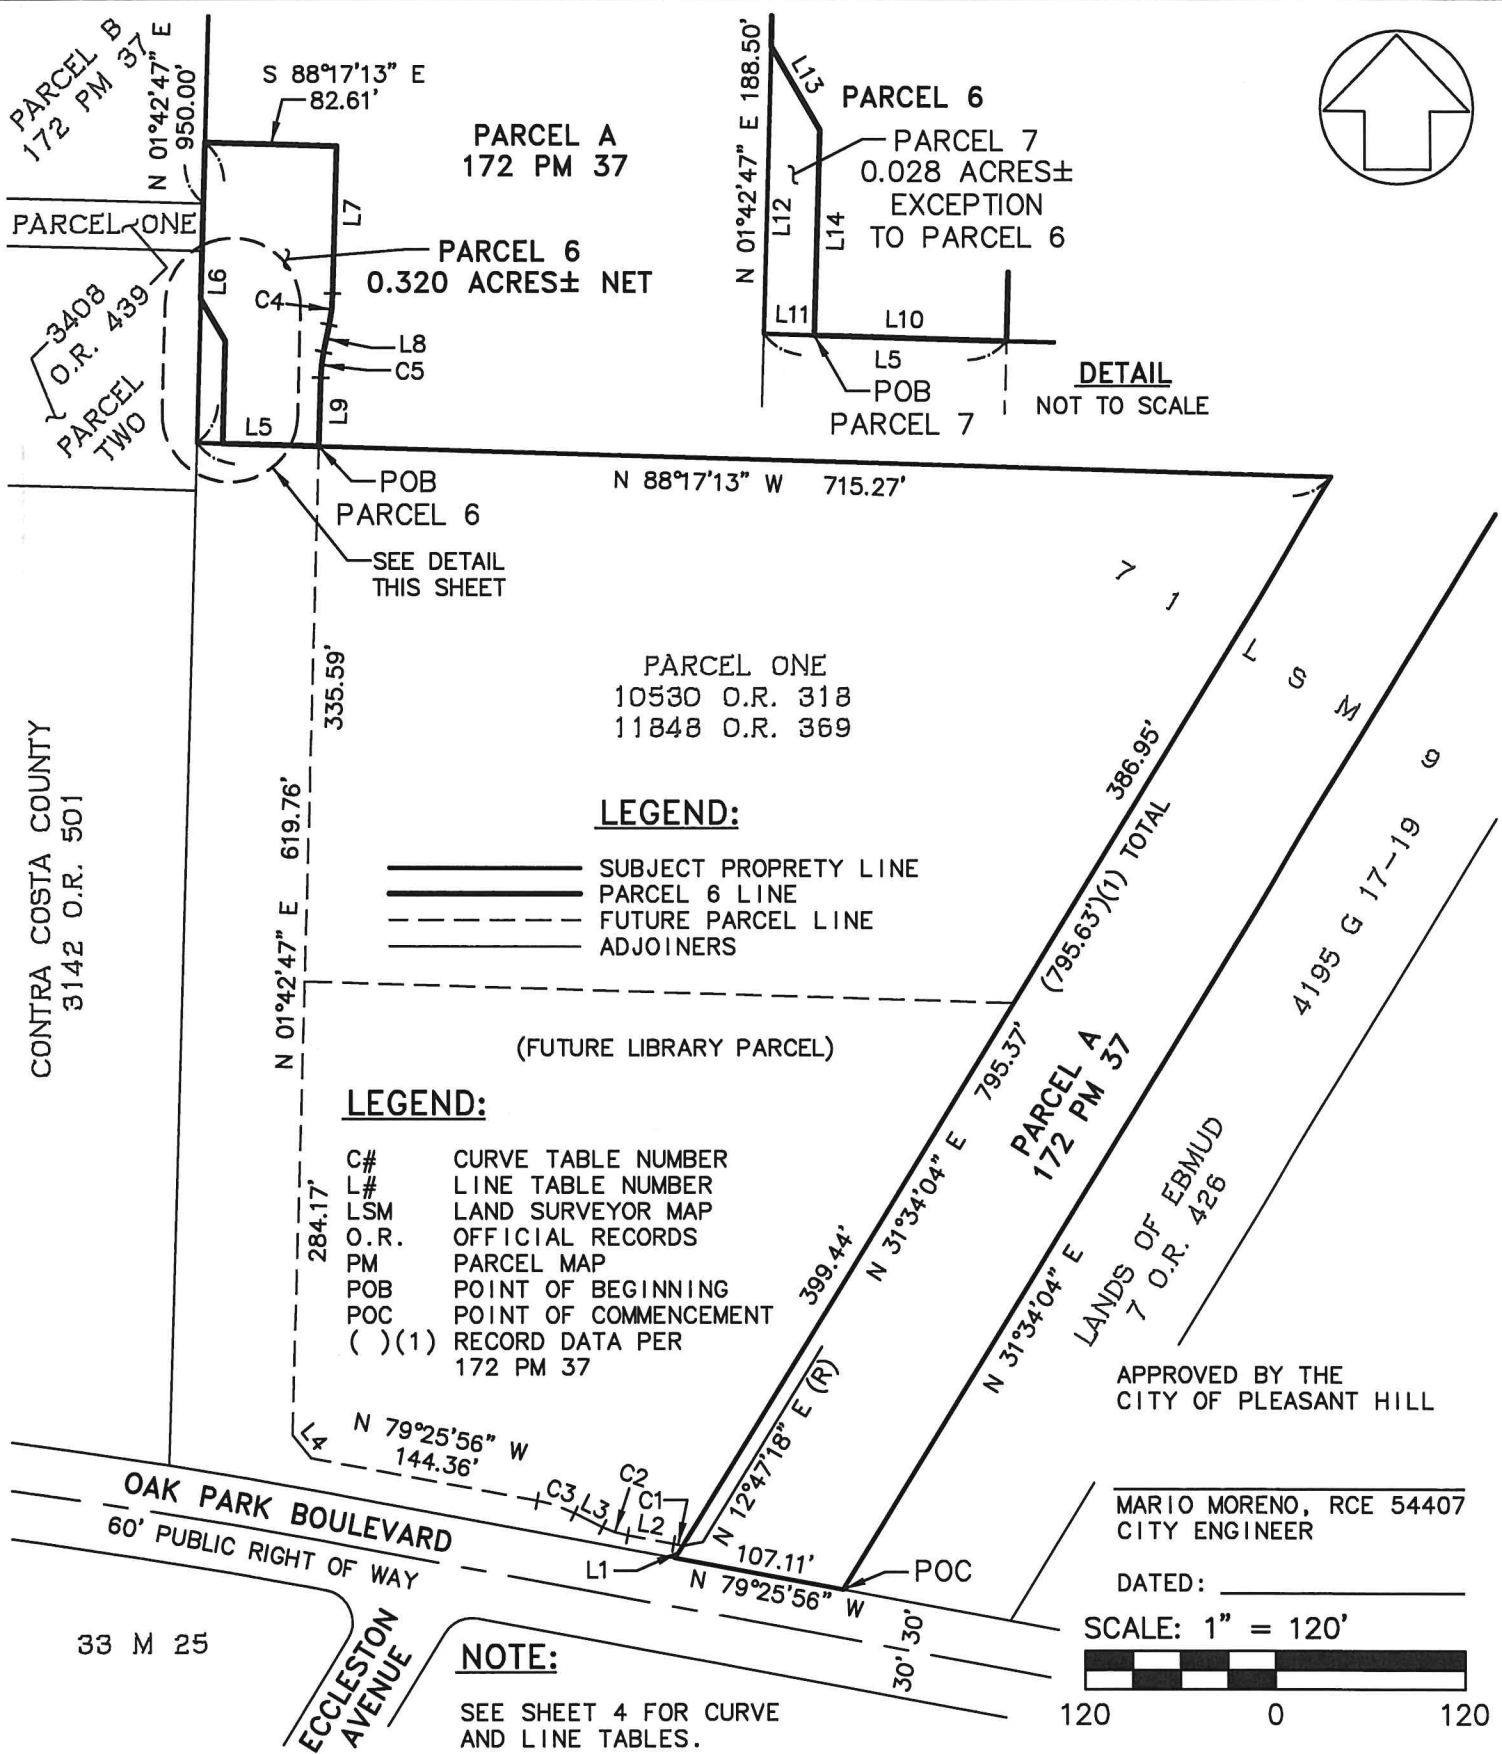 PARCEL B
172 PM 37
N 01°42'47" E
950.00'
S 88°17'13" E
82.61'
PARCEL A
172 PM 37
PARCEL ONE
L7
L6
PARCEL 6
0.320 ACRES± NET
C4
L8
C5
L9
L5
3408
O.R. 439
PARCEL
TWO
POB
PARCEL 6
SEE DETAIL
THIS SHEET
N 01°42'47" E 188.50'
L13
PARCEL 6
PARCEL 7
0.028 ACRES±
EXCEPTION
TO PARCEL 6
L12
L14
L11
L10
L5
POB
PARCEL 7
DETAIL
NOT TO SCALE
N 88°17'13" W 715.27'
71 LSM 9
335.59'
PARCEL ONE
10530 O.R. 318
11848 O.R. 369
CONTRA COSTA COUNTY
3142 O.R. 501
N 01°42'47" E 619.76'
386.95'
(795.63')(1) TOTAL
4195 G 17-19
LEGEND:
SUBJECT PROPRETY LINE
PARCEL 6 LINE
FUTURE PARCEL LINE
ADJOINERS
(FUTURE LIBRARY PARCEL)
N 31°34'04" E 795.37'
PARCEL A
172 PM 37
LEGEND:
C# CURVE TABLE NUMBER
L# LINE TABLE NUMBER
LSM LAND SURVEYOR MAP
O.R. OFFICIAL RECORDS
PM PARCEL MAP
POB POINT OF BEGINNING
POC POINT OF COMMENCEMENT
( )(1) RECORD DATA PER
172 PM 37
284.17'
399.44'
N 31°34'04" E
LANDS OF EBMUD
7 O.R. 426
N 12°47'18" E (R)
L4
N 79°25'56" W
144.36'
C3
L3
C2
C1
L2
L1
107.11'
N 79°25'56" W
POC
OAK PARK BOULEVARD
60' PUBLIC RIGHT OF WAY
30'
30'
33 M 25
ECCLESTON
AVENUE
NOTE:
SEE SHEET 4 FOR CURVE
AND LINE TABLES.
APPROVED BY THE
CITY OF PLEASANT HILL
MARIO MORENO, RCE 54407
CITY ENGINEER
DATED:
SCALE: 1" = 120'
120 0 120